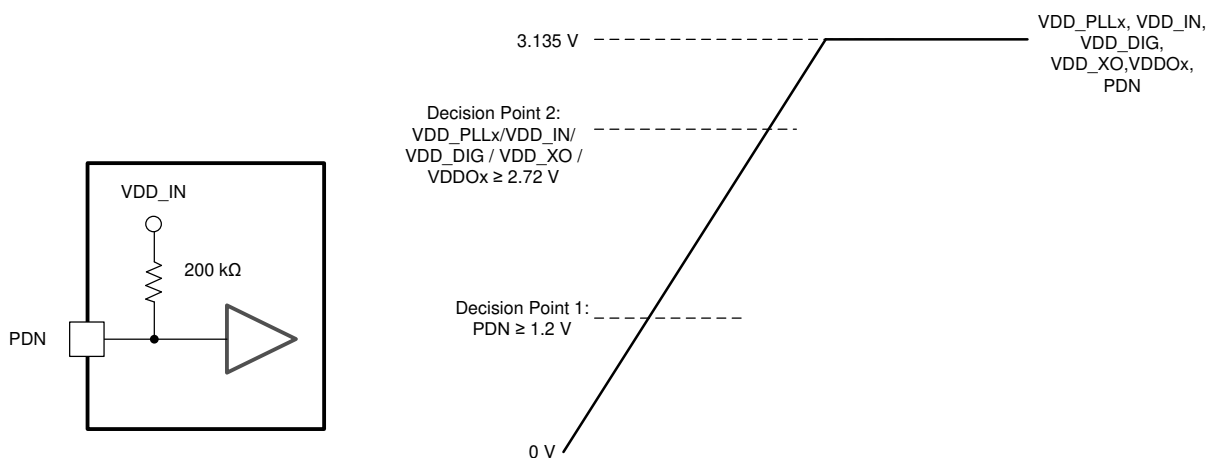 VDD_PLLx, VDD_IN,
VDD_DIG,
VDD_XO,VDDOx,
PDN
3.135 V
Decision Point 2:
VDD_PLLx/VDD_IN/
VDD_DIG / VDD_XO /
VDDOx ≥ 2.72 V
VDD_IN
200 kΩ
Decision Point 1:
PDN ≥ 1.2 V
PDN
0 V